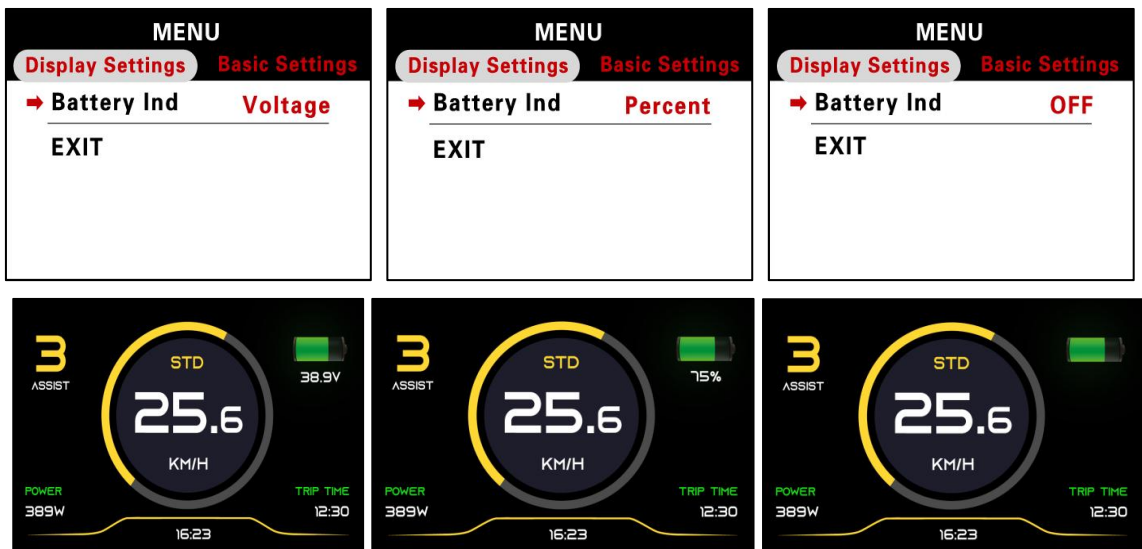 MENU
Display Settings Basic Settings
Battery Ind Voltage
EXIT
MENU
Display Settings Basic Settings
Battery Ind Percent
EXIT
MENU
Display Settings Basic Settings
Battery Ind OFF
EXIT
3
ASSIST
STD
25.6
KM/H
38.9V
POWER
389W
TRIP TIME
12:30
16:23
3
ASSIST
STD
25.6
KM/H
75%
POWER
389W
TRIP TIME
12:30
16:23
3
ASSIST
STD
25.6
KM/H
POWER
389W
TRIP TIME
12:30
16:23